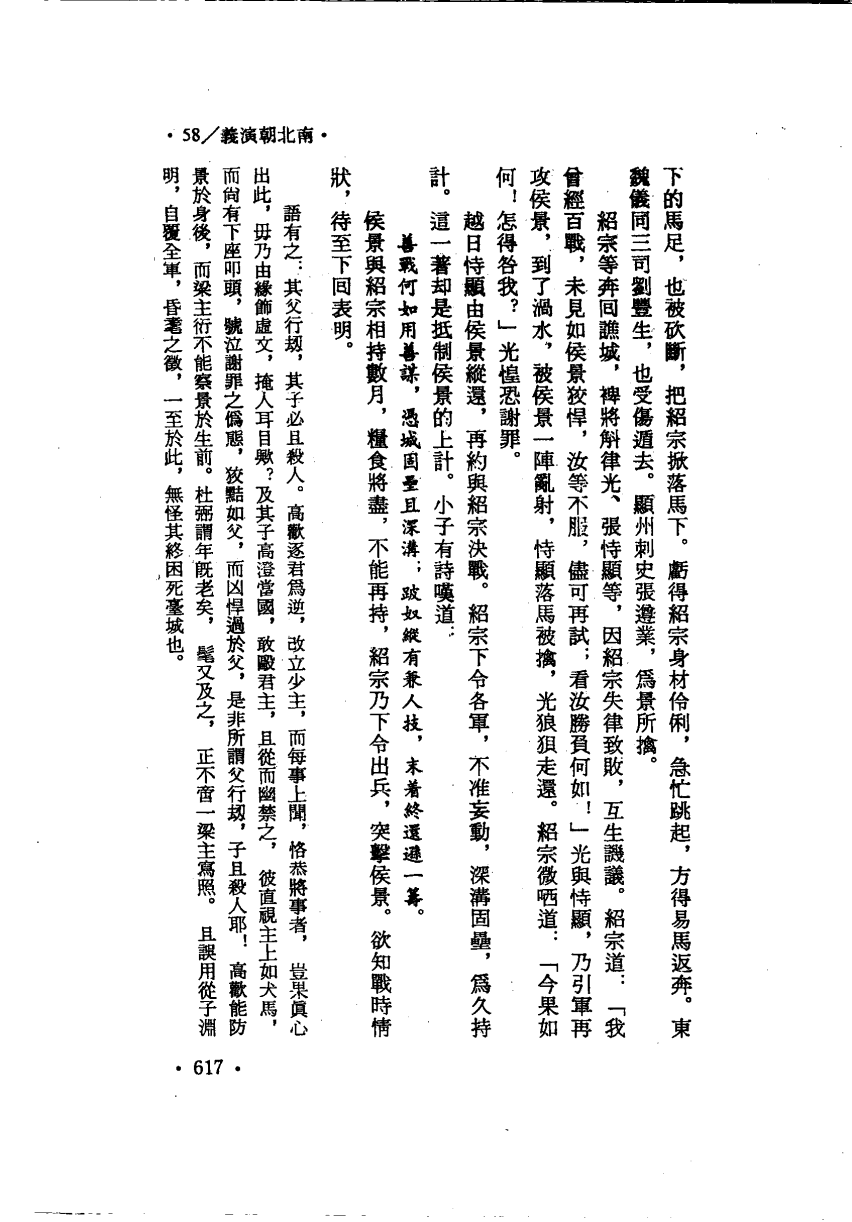 •58／義演朝北南•
下的馬足，也被砍斷，把紹宗掀落馬下。虧得紹宗身材伶俐，急忙跳起，方得易馬返奔。東
魏儀同三司劉豐生，也受傷遁去。顯州刺史張遵業，爲景所擒。
紹宗等奔回譙城，裨將斛律光、張恃顯等，因紹宗失律致敗，互生譏議。紹宗道：「我
曾經百戰，未見如侯景狡悍，汝等不服，儘可再試；看汝勝負何如！」光與恃顯，乃引軍再
攻侯景，到了渦水，被侯景一陣亂射，恃顯落馬被擒，光狼狽走還。紹宗微哂道：「今果如
何！怎得咎我？」光惶恐謝罪。
越日恃顯由侯景縱還，再約與紹宗決戰。紹宗下令各軍，不准妄動，深溝固壘，爲久持
計。這一著却是抵制侯景的上計。小子有詩嘆道：
善戰何如用善謀，憑城固壘且深溝；跛奴縱有兼人技，末着終還遜一籌。
侯景與紹宗相持數月，糧食將盡，不能再持，紹宗乃下令出兵，突擊侯景。欲知戰時情
狀，待至下回表明。
語有之：其父行刼，其子必且殺人。高歡逐君爲逆，改立少主，而每事上聞，恪恭將事者，豈果眞心
出此，毋乃由緣飾虛文，掩人耳目歟？及其子高澄當國，敢毆君主，且從而幽禁之，彼直視主上如犬馬，
而尚有下座叩頭，號泣謝罪之僞態，狡黠如父，而凶悍過於父，是非所謂父行刼，子且殺人耶！高歡能防
景於身後，而梁主衍不能察景於生前。杜弼謂年既老矣，髦又及之，正不啻一梁主寫照。且誤用從子淵
明，自覆全軍，昏耄之徵，一至於此，無怪其終困死臺城也。
•617•